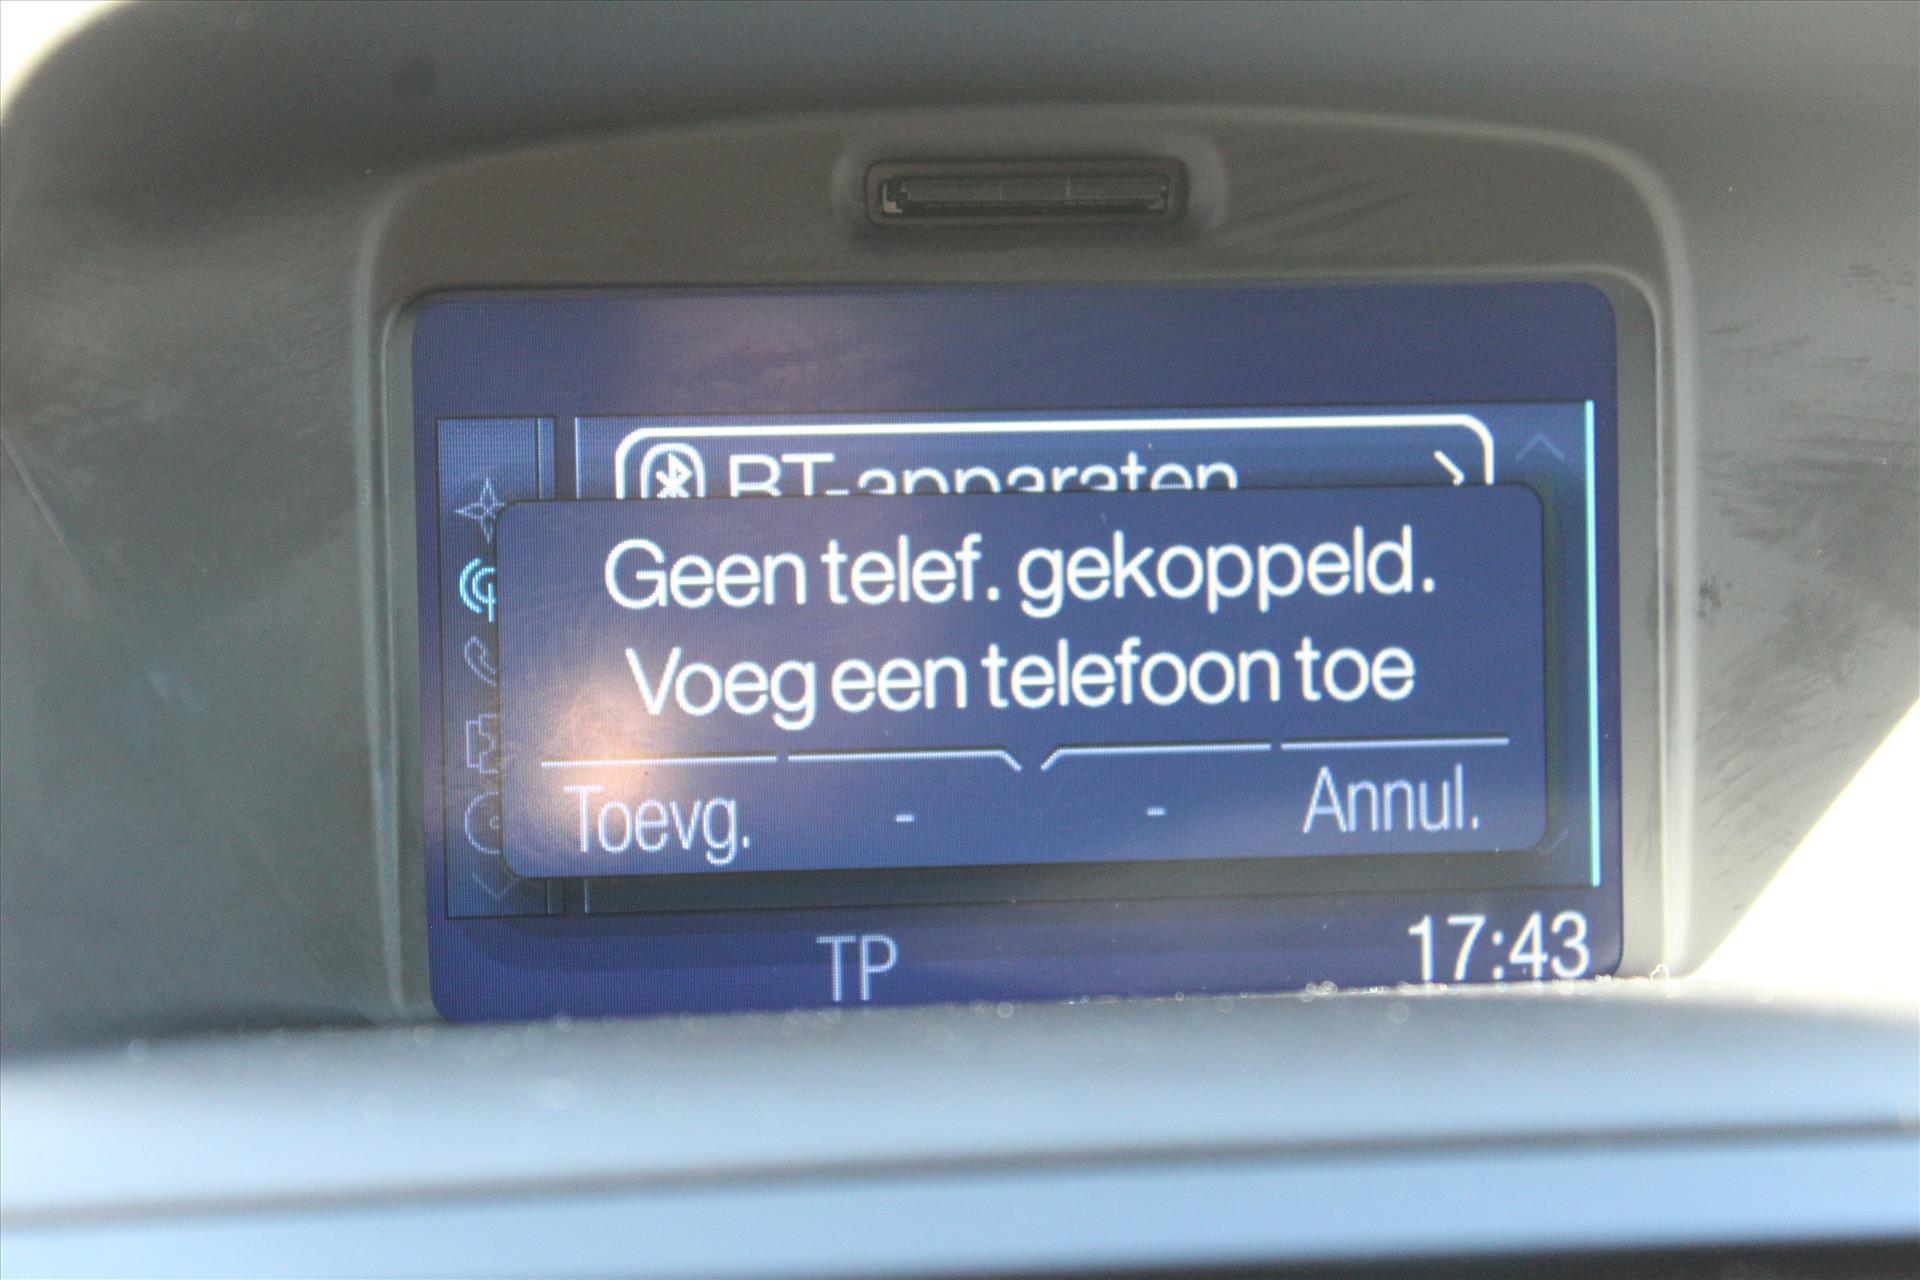 BT-apparaten
Geen telef. gekoppeld.
Voeg een telefoon toe
Toevg. - - Annul.
TP 17:43